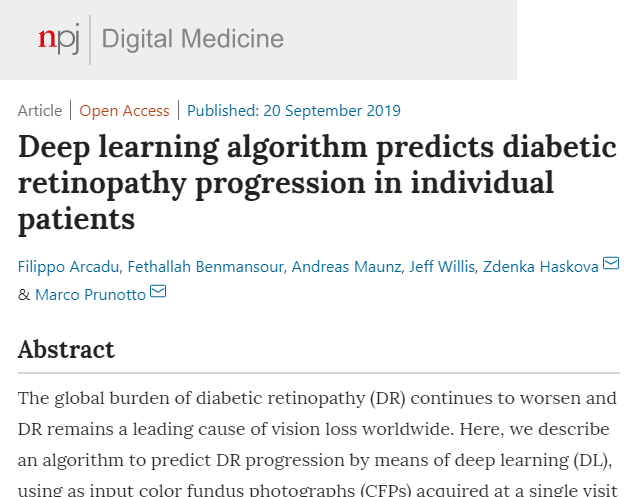 npj Digital Medicine
Article Open Access Published: 20 September 2019
Deep learning algorithm predicts diabetic
retinopathy progression in individual
patients
Filippo Arcadu, Fethallah Benmansour, Andreas Maunz, Jeff Willis, Zdenka Haskova
& Marco Prunotto
Abstract
The global burden of diabetic retinopathy (DR) continues to worsen and
DR remains a leading cause of vision loss worldwide. Here, we describe
an algorithm to predict DR progression by means of deep learning (DL),
using as input color fundus photographs (CFPs) acquired at a single visit